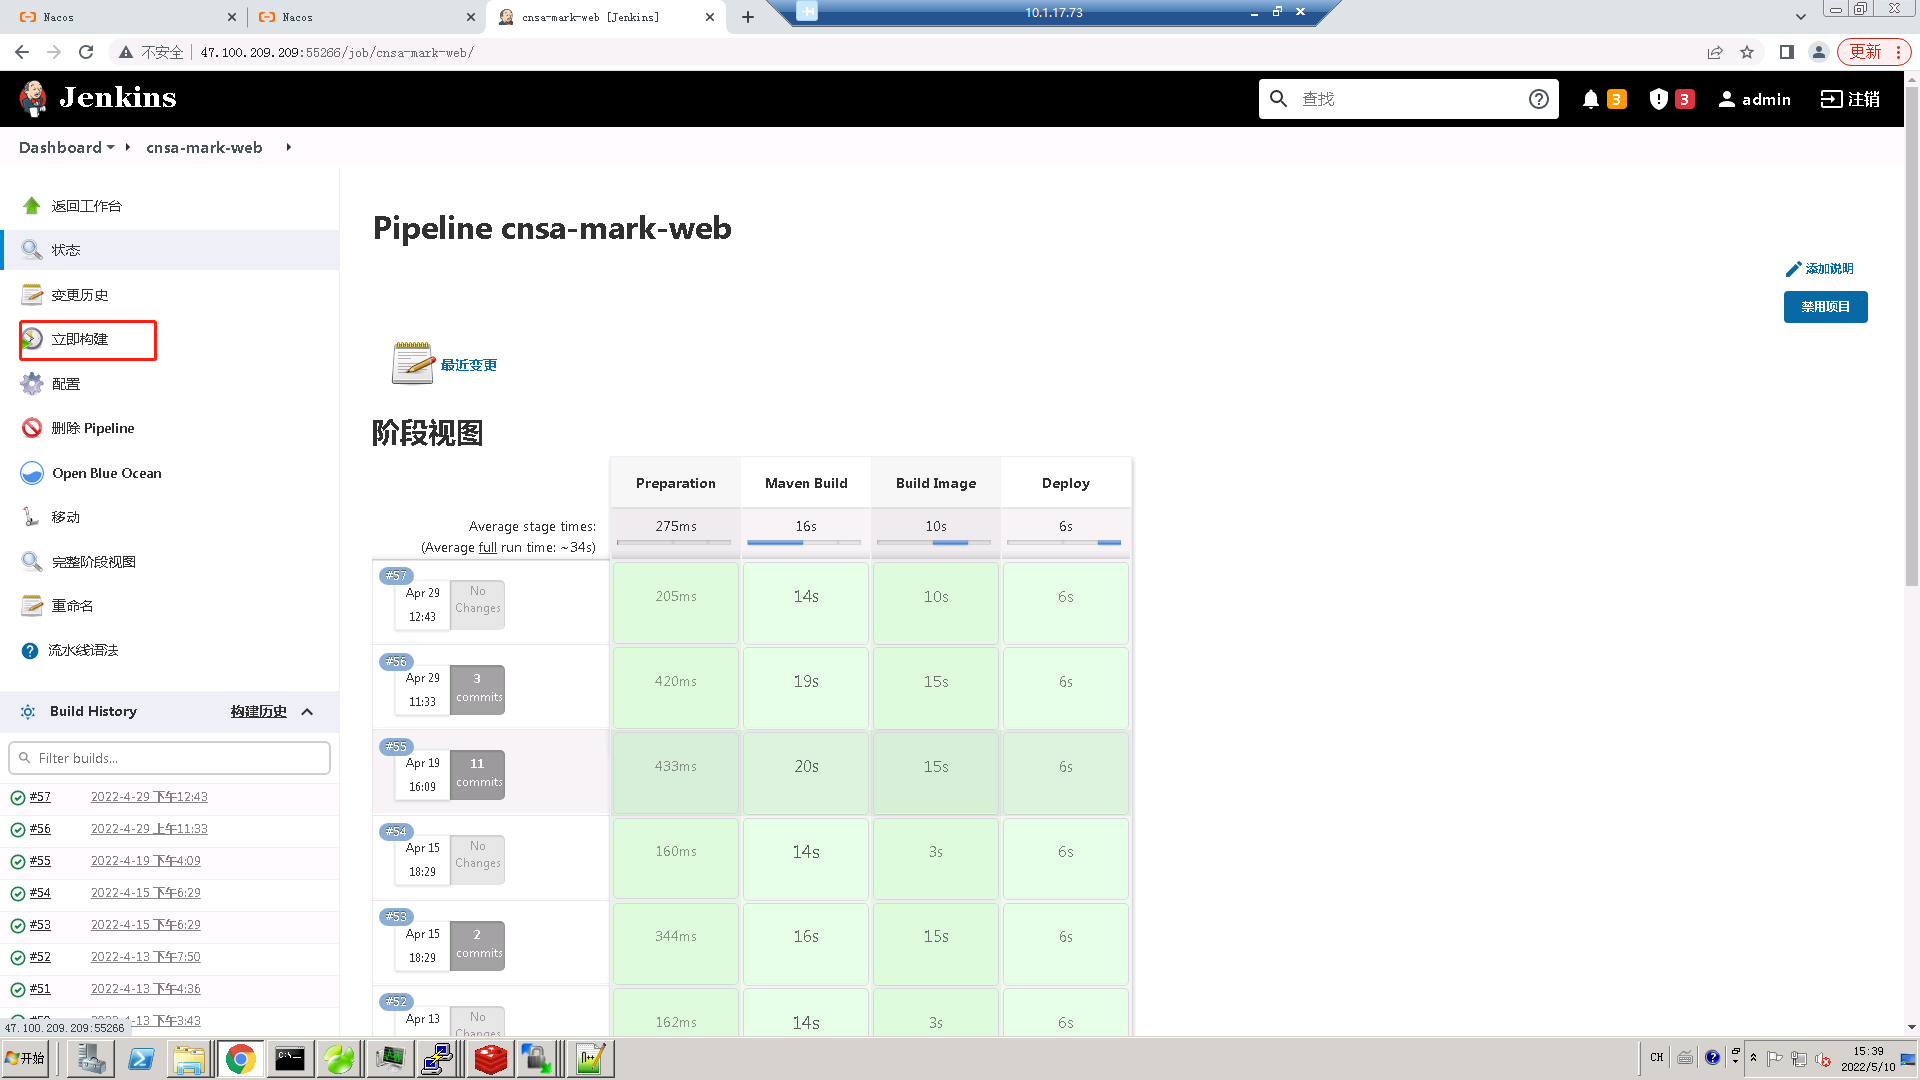 Nacos
Nacos
cnsa-mark-web [Jenkins]
10.1.17.73
不安全
47.100.209.209:55266/job/cnsa-mark-web/
更新
Jenkins
查找
3
3
admin
注销
Dashboard
cnsa-mark-web
返回工作台
状态
变更历史
立即构建
配置
删除 Pipeline
Open Blue Ocean
移动
完整阶段视图
重命名
流水线语法
Build History
构建历史
Filter builds...
#57 2022-4-29 下午12:43
#56 2022-4-29 上午11:33
#55 2022-4-19 下午4:09
#54 2022-4-15 下午6:29
#53 2022-4-15 下午6:29
#52 2022-4-13 下午7:50
#51 2022-4-13 下午4:36
2022-4-13 下午3:43
47.100.209.209:55266
Pipeline cnsa-mark-web
添加说明
禁用项目
最近变更
阶段视图
Preparation Maven Build Build Image Deploy
Average stage times: 275ms 16s 10s 6s
(Average full run time: ~34s)
#57
Apr 29
12:43
No
Changes
205ms 14s 10s 6s
#56
Apr 29
11:33
3
commits
420ms 19s 15s 6s
#55
Apr 19
16:09
11
commits
433ms 20s 15s 6s
#54
Apr 15
18:29
No
Changes
160ms 14s 3s 6s
#53
Apr 15
18:29
2
commits
344ms 16s 15s 6s
#52
Apr 13
No
Changes
162ms 14s 3s 6s
开始
CH
15:39
2022/5/10